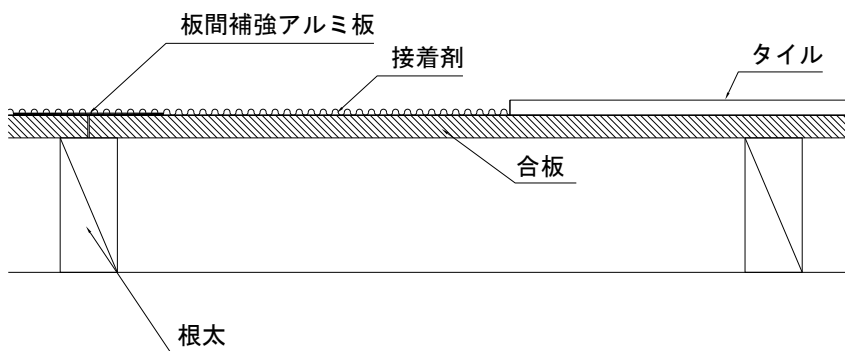 板間補強アルミ板
接着剤
タイル
合板
根太